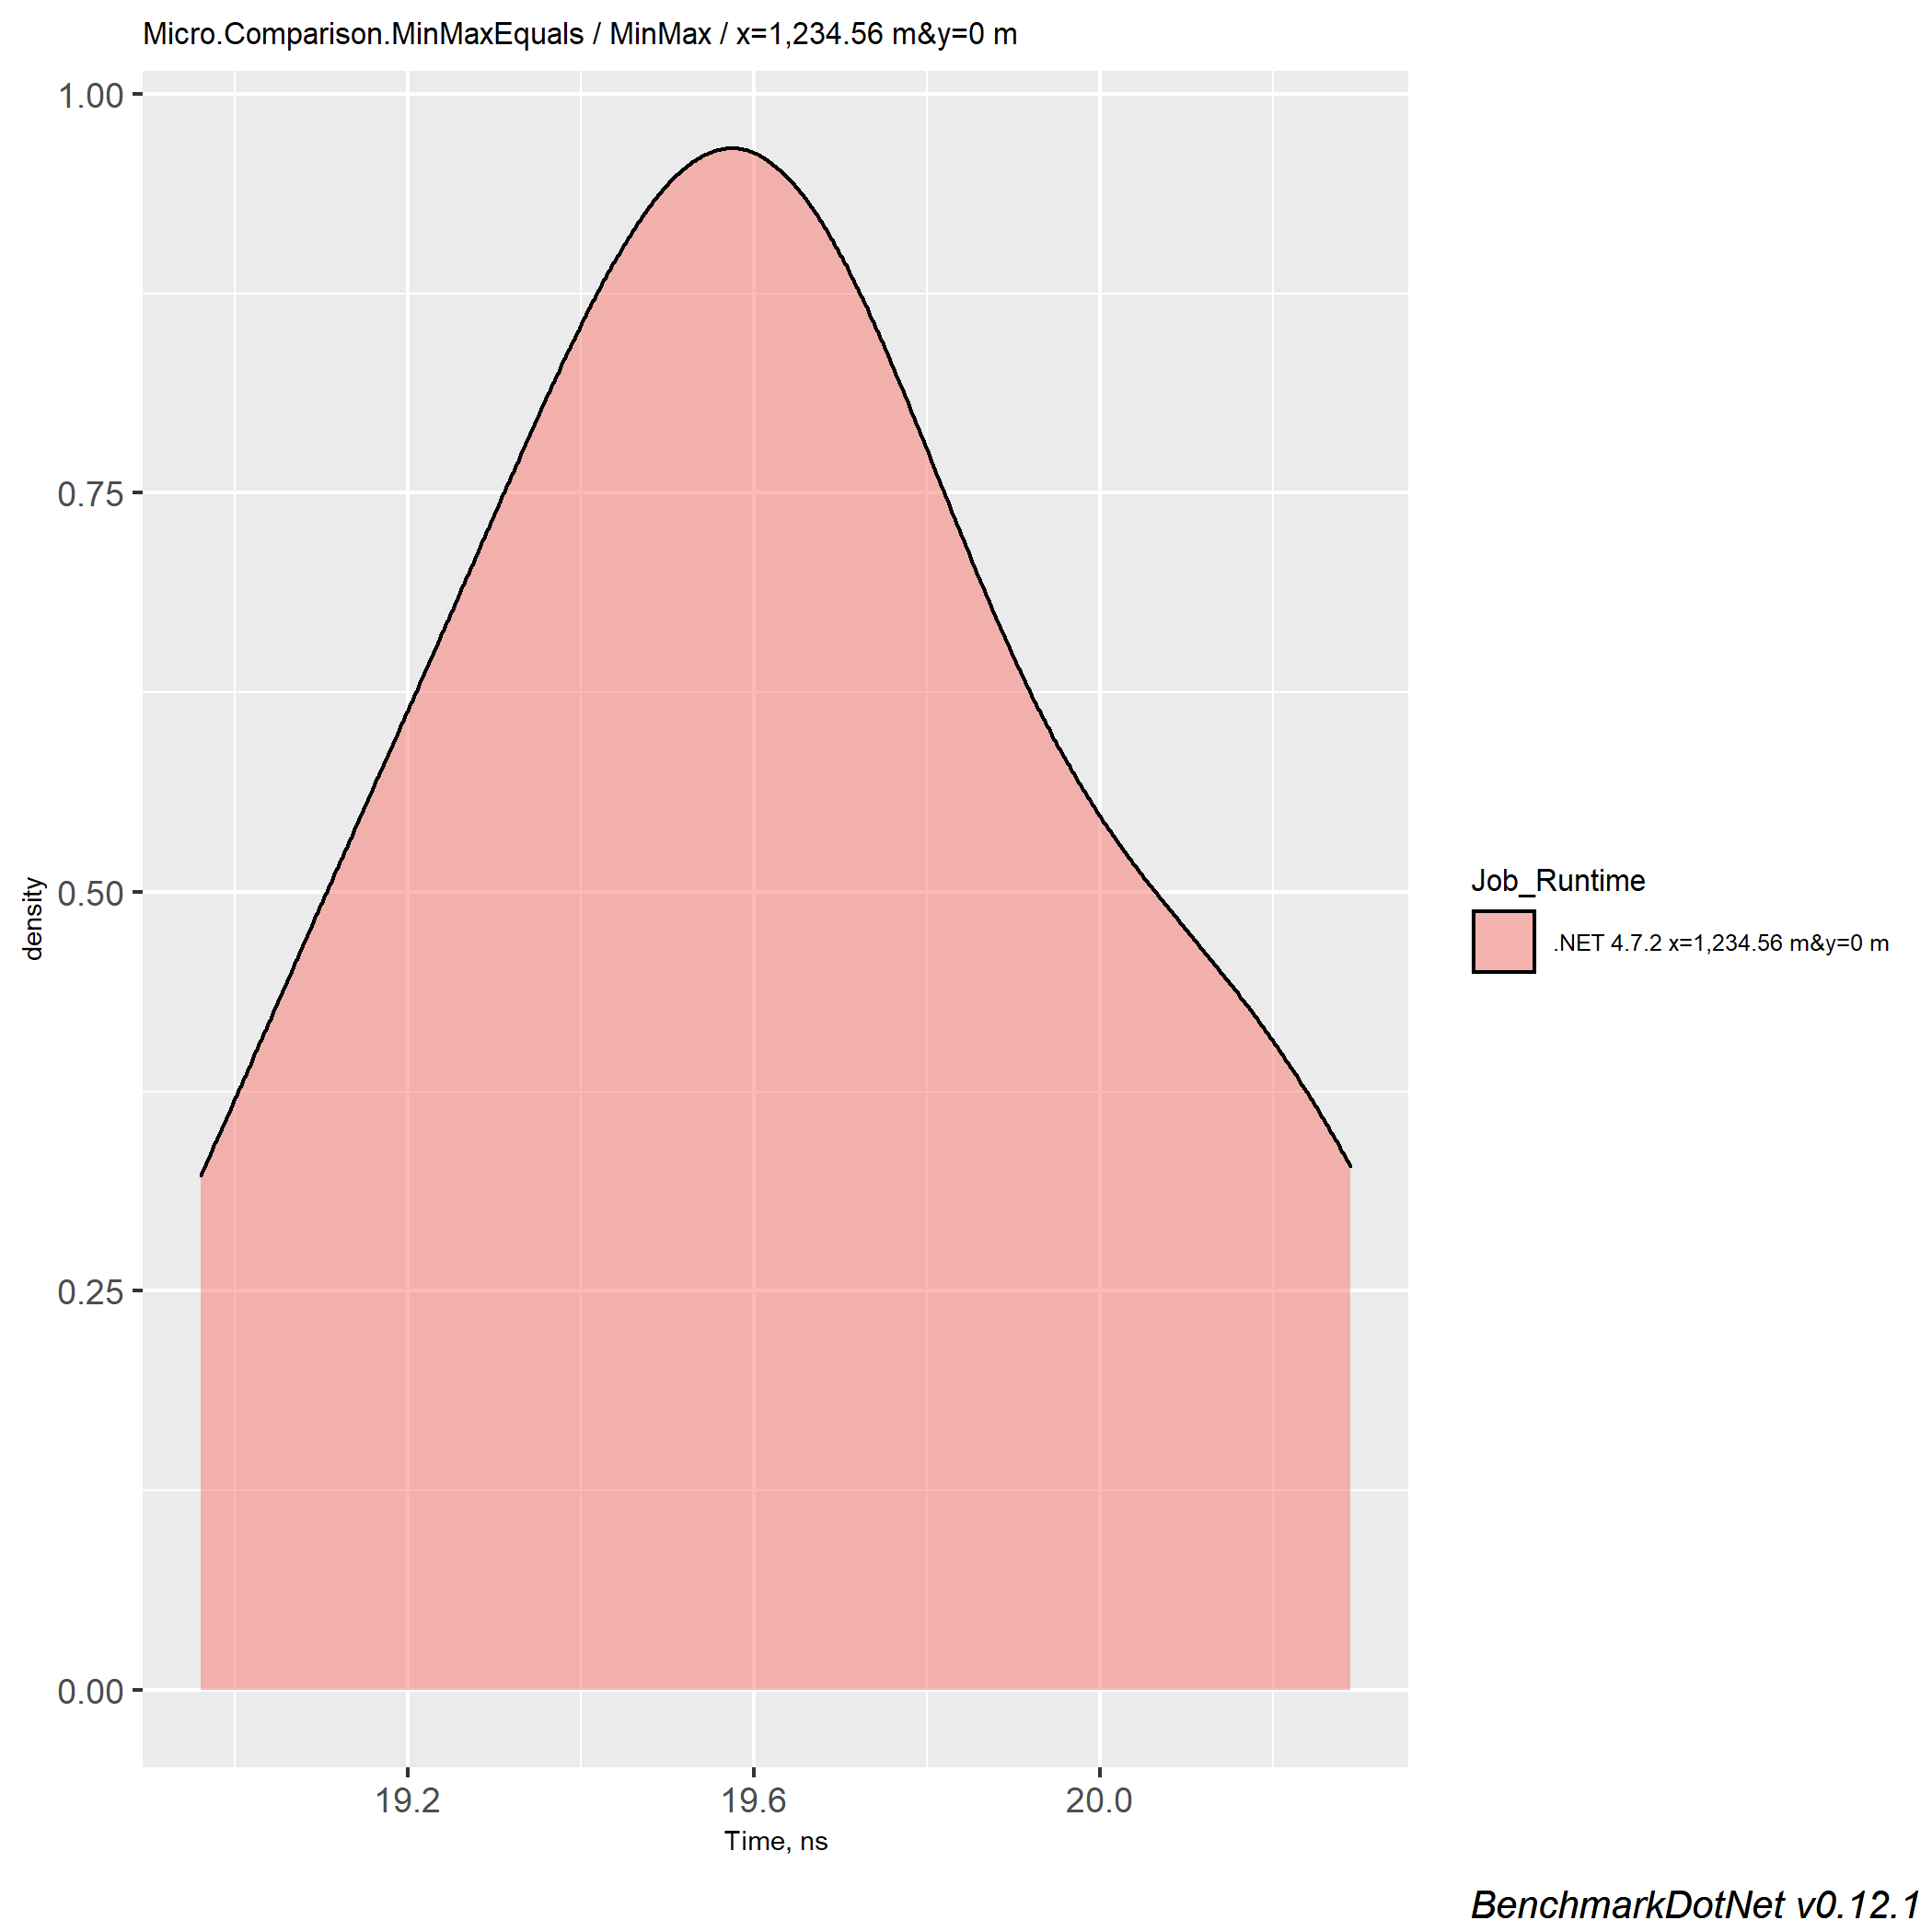 Micro.Comparison.MinMaxEquals / MinMax / x=1,234.56 m&y=0 m
1.00
0.75
0.50
0.25
0.00
density
19.2 19.6 20.0
Time, ns
Job_Runtime
.NET 4.7.2 x=1,234.56 m&y=0 m
BenchmarkDotNet v0.12.1